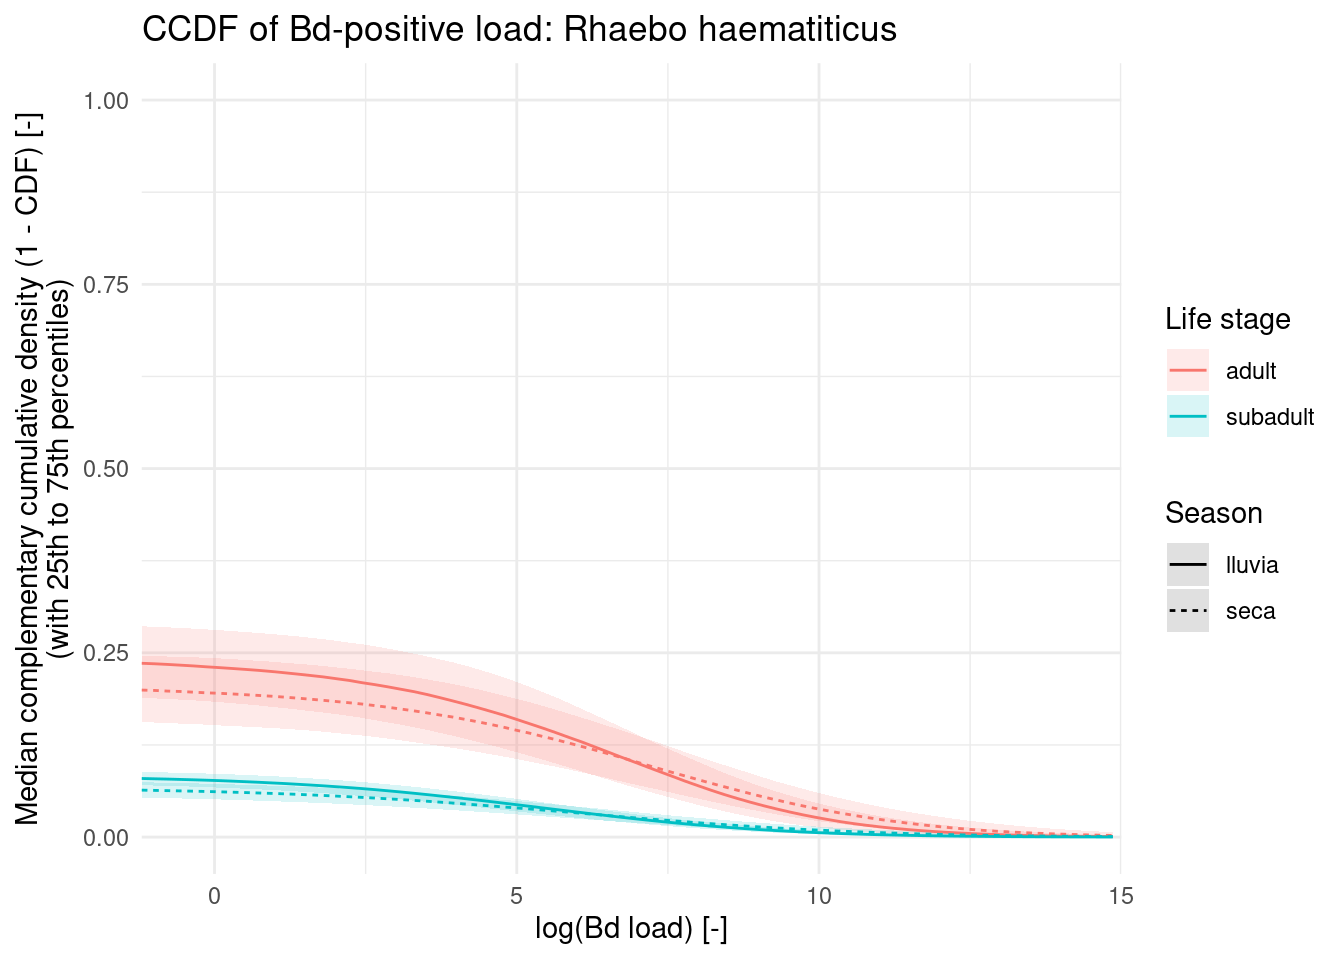 CCDF of Bd-positive load: Rhaebo haematiticus
Median complementary cumulative density (1 - CDF) [-]
(with 25th to 75th percentiles)
1.00
0.75
0.50
0.25
0.00
0
5
10
15
log(Bd load) [-]
Life stage
adult
subadult
Season
lluvia
seca